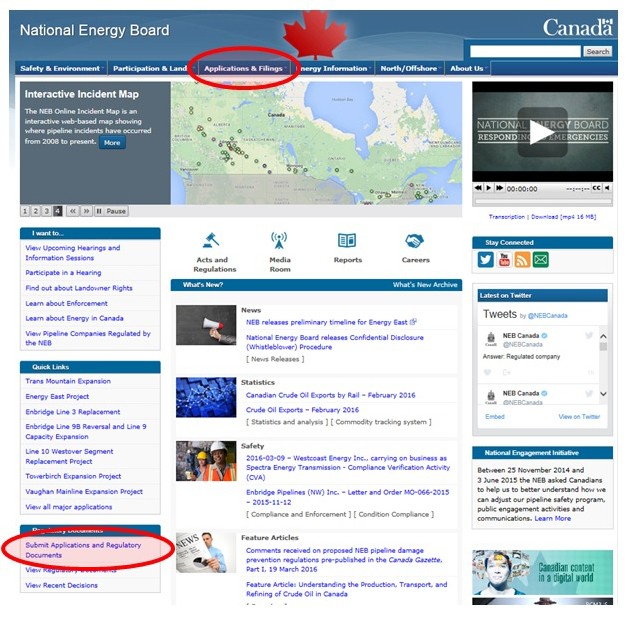 National Energy Board
Canada
Search
Safety & Environment
Participation & Land
Applications & Filings
Energy Information
North/Offshore
About Us
Interactive Incident Map
The NEB Online Incident Map is an
interactive web-based map showing
where pipeline incidents have occurred
from 2008 to present. More
1 2 3 4 Pause
Canada
NATIONAL ENERGY BOARD
RESPONDING EMERGENCIES
00:00:00 --:--:-- CC
Transcription | Download [mp4 16 MB]
I want to...
View Upcoming Hearings and
Information Sessions
Participate in a Hearing
Find out about Landowner Rights
Learn about Enforcement
Learn about Energy in Canada
View Pipeline Companies Regulated by
the NEB
Quick Links
Trans Mountain Expansion
Energy East Project
Enbridge Line 3 Replacement
Enbridge Line 9B Reversal and Line 9
Capacity Expansion
Line 10 Westover Segment
Replacement Project
Towerbirch Expansion Project
Vaughan Mainline Expansion Project
View all major applications
Regulatory Documents
Submit Applications and Regulatory
Documents
View Regulatory Documents
View Recent Decisions
Acts and
Regulations
Media
Room
Reports
Careers
What's New?
What's New Archive
News
NEB releases preliminary timeline for Energy East
National Energy Board releases Confidential Disclosure
(Whistleblower) Procedure
[ News Releases ]
Statistics
Canadian Crude Oil Exports by Rail – February 2016
Crude Oil Exports – February 2016
[ Statistics and analysis ] [ Commodity tracking system ]
Safety
2016-03-09 – Westcoast Energy Inc., carrying on business as
Spectra Energy Transmission - Compliance Verification Activity
(CVA)
Enbridge Pipelines (NW) Inc. – Letter and Order MO-066-2015
– 2015-11-12
[ Compliance and Enforcement ] [ Condition Compliance ]
NEWS
Feature Articles
Comments received on proposed NEB pipeline damage
prevention regulations pre-published in the Canada Gazette,
Part I, 19 March 2016
Feature Article: Understanding the Production, Transport, and
Refining of Crude Oil in Canada
Stay Connected
You Tube
Latest on Twitter
Tweets by @NEBCanada
NEB Canada
@NEBCanada
Answer: Regulated company
NEB Canada
@NEBCanada
Embed
View on Twitter
National Engagement Initiative
Between 25 November 2014 and
3 June 2015 the NEB asked Canadians
to help us to better understand how we
can adjust our pipeline safety program,
public engagement activities and
communications. Learn More
Canadian content
in a digital world